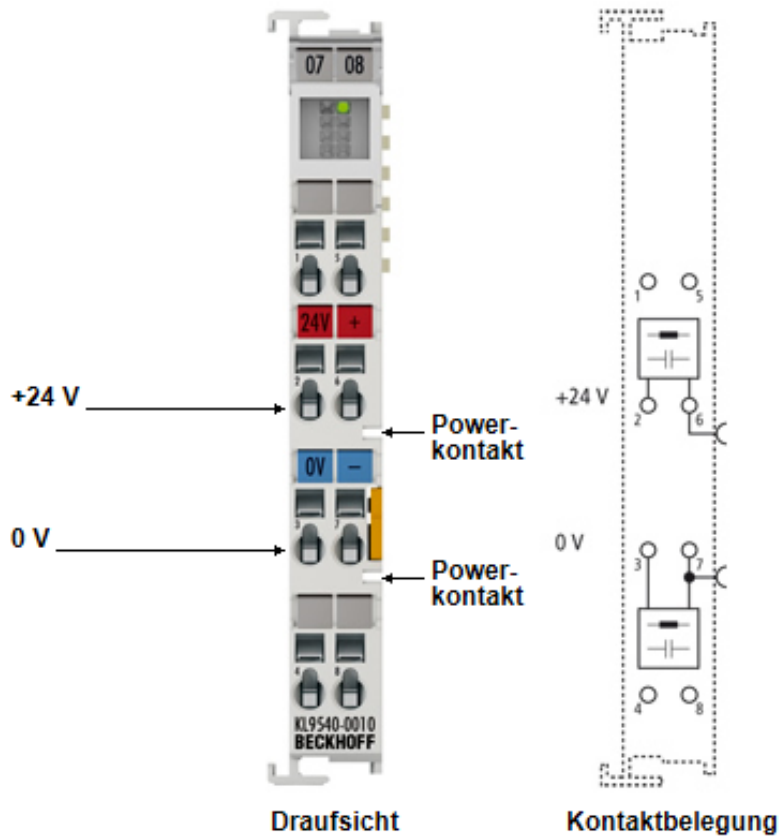 07 08
1 5
24V +
2 6
+24 V
Power-
kontakt
0V −
3 7
0 V
Power-
kontakt
4 8
KL9540-0010
BECKHOFF
Draufsicht
1 5
+24 V
2 6
0 V
3 7
4 8
Kontaktbelegung